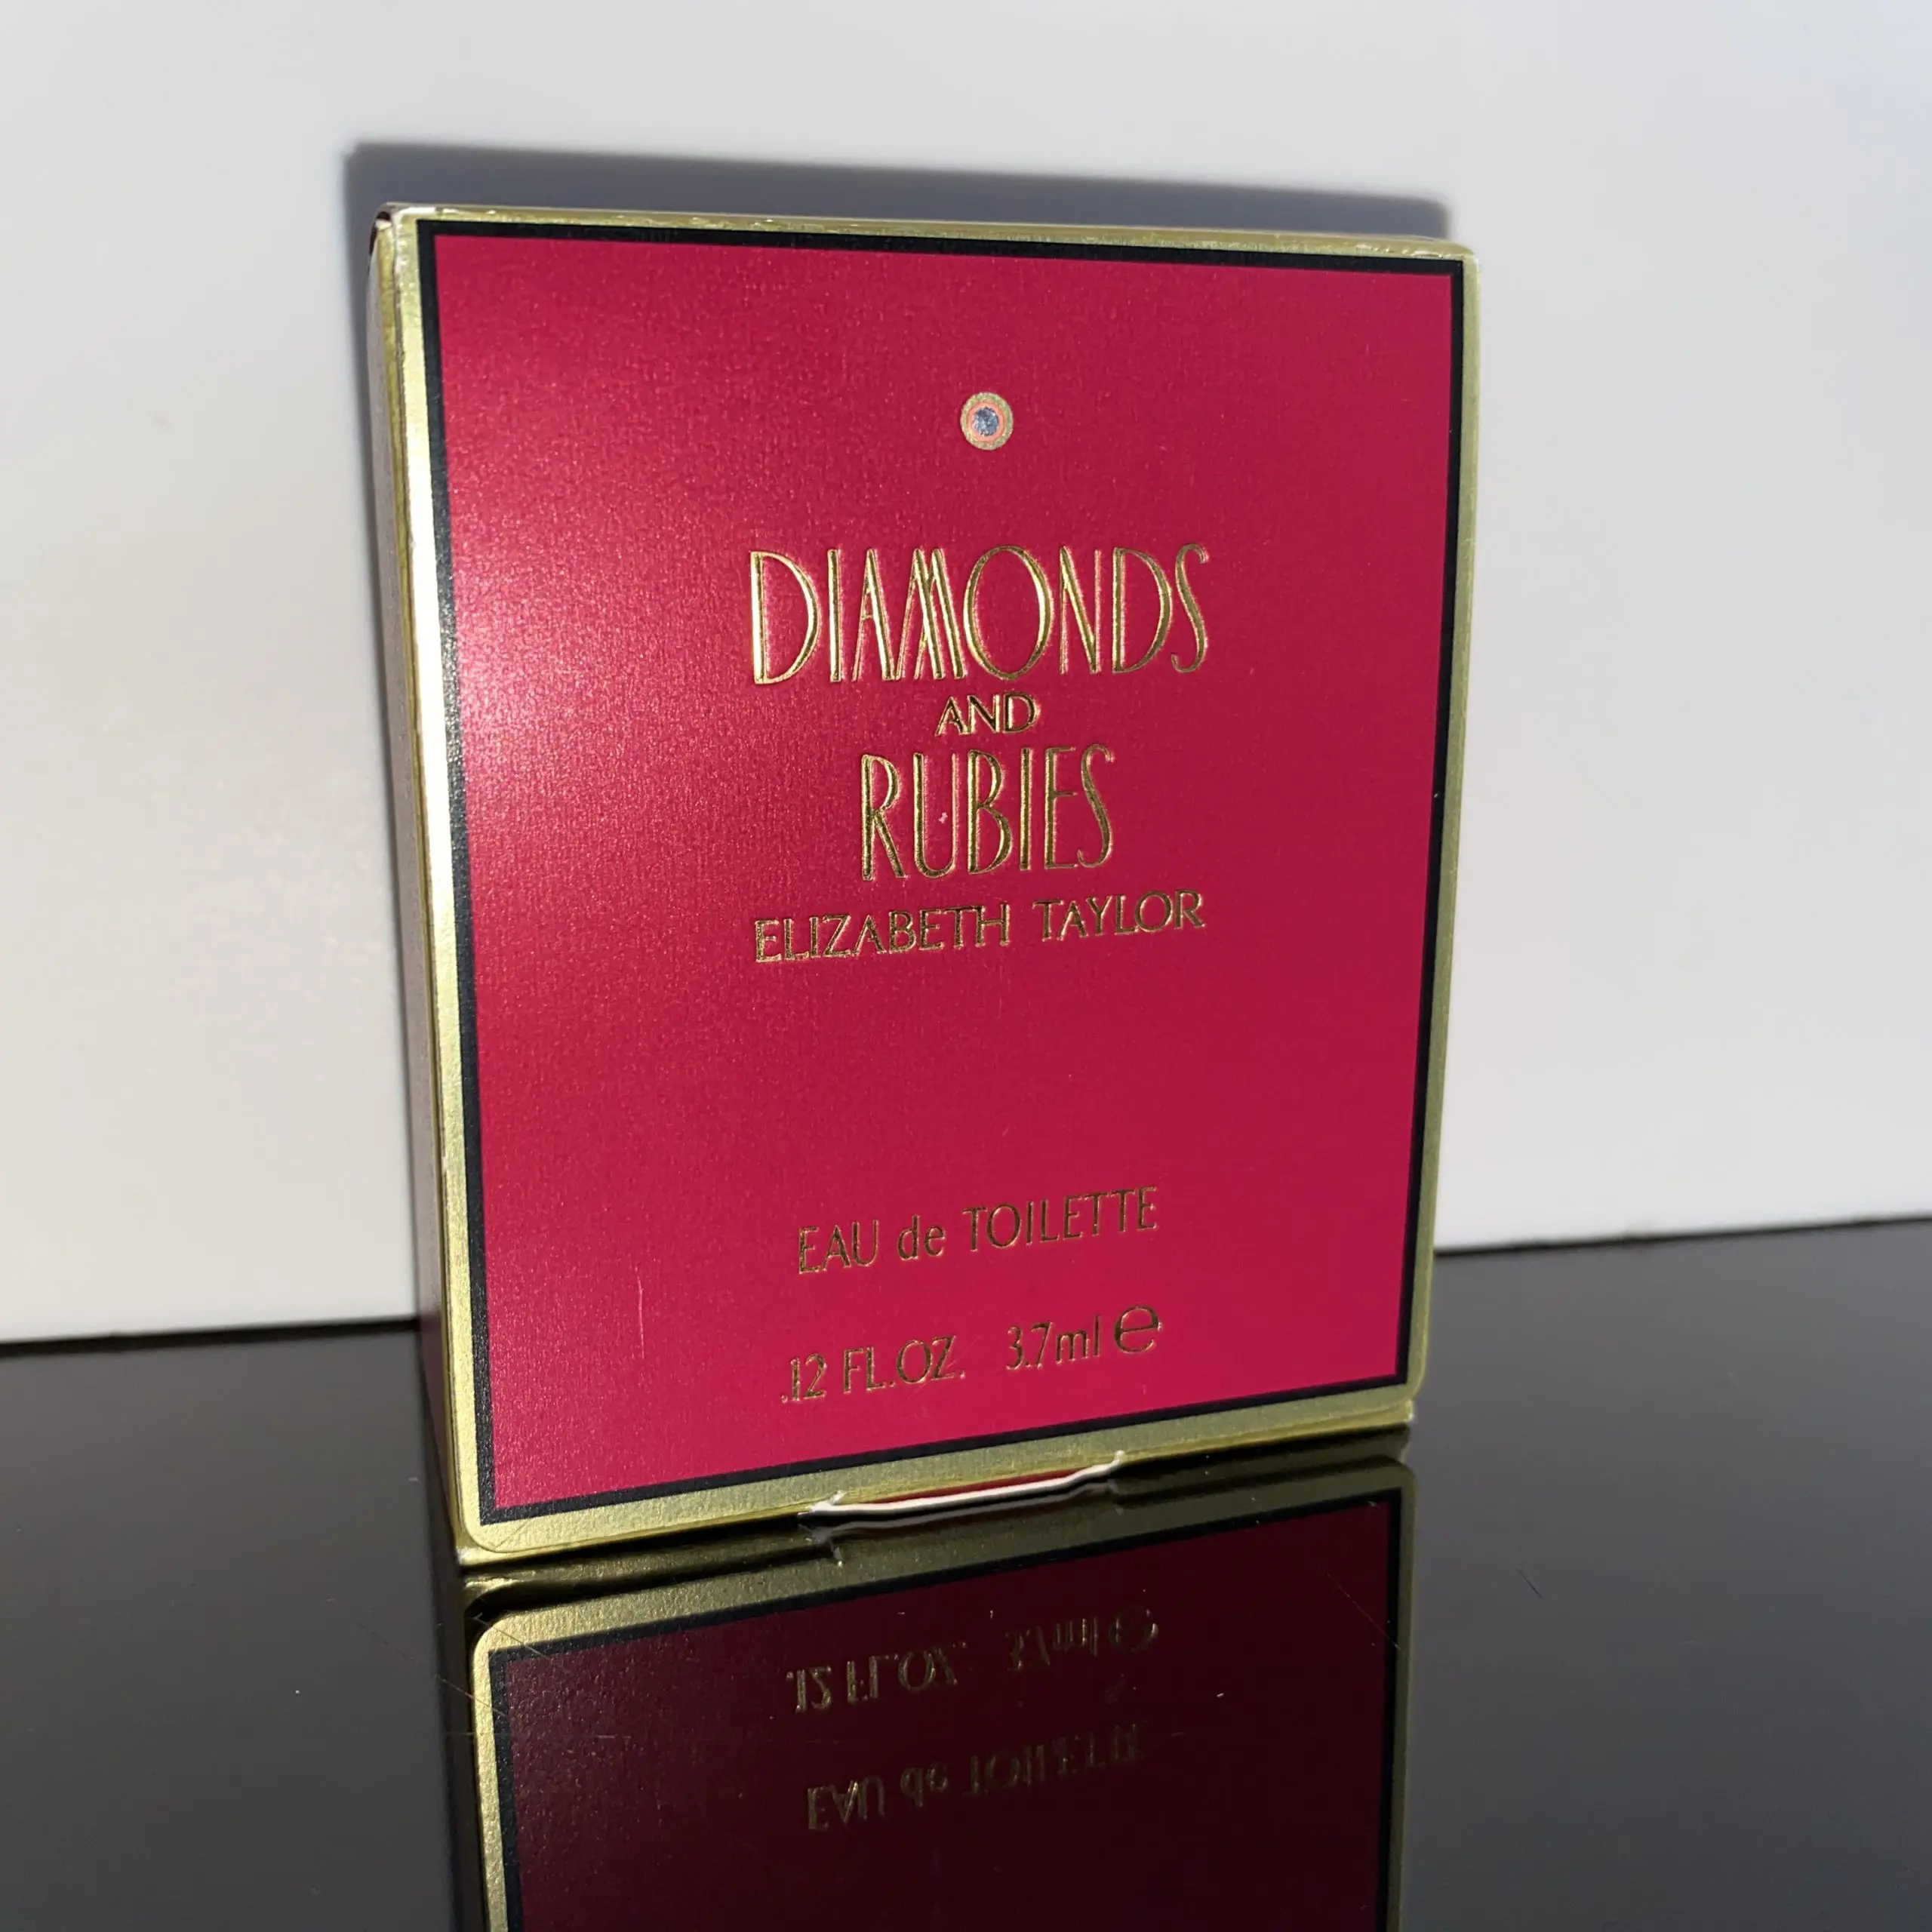 DIAMONDS
AND
RUBIES
ELIZABETH TAYLOR
EAU de TOILETTE
.12 FL.OZ. 3.7ml ℮